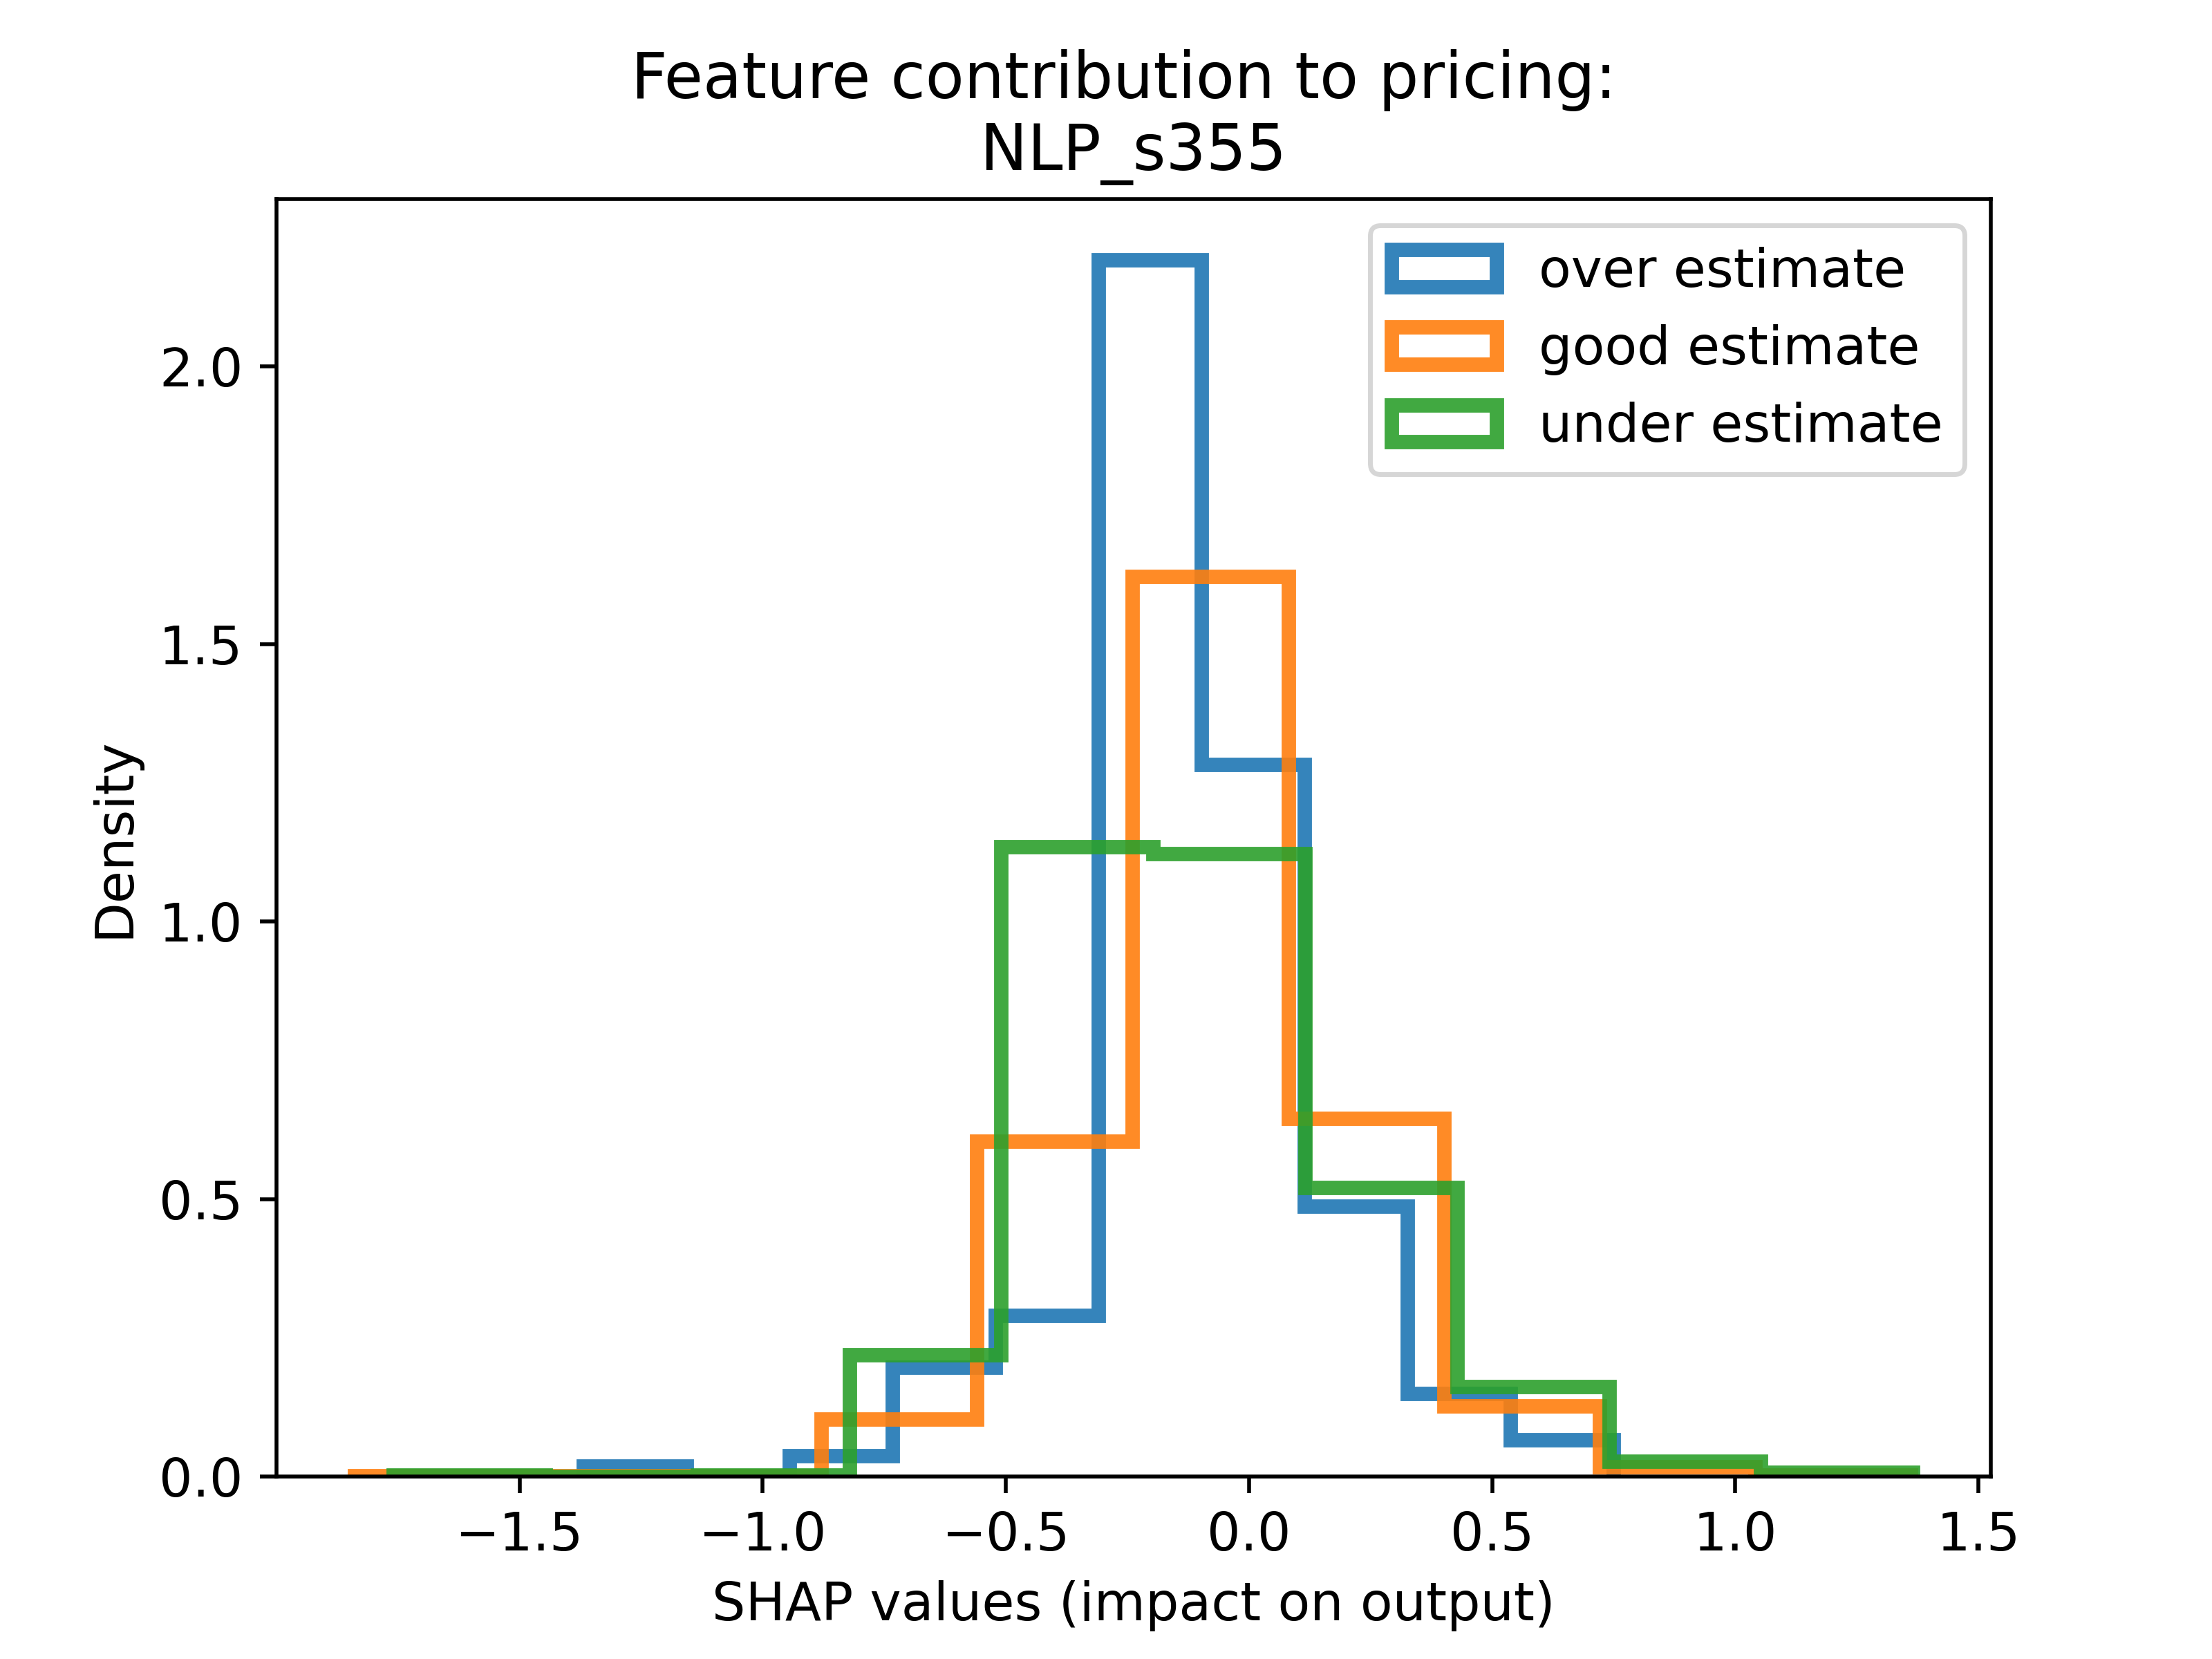 Feature contribution to pricing:
NLP_s355
over estimate
good estimate
under estimate
Density
2.0
1.5
1.0
0.5
0.0
−1.5 −1.0 −0.5 0.0 0.5 1.0 1.5
SHAP values (impact on output)